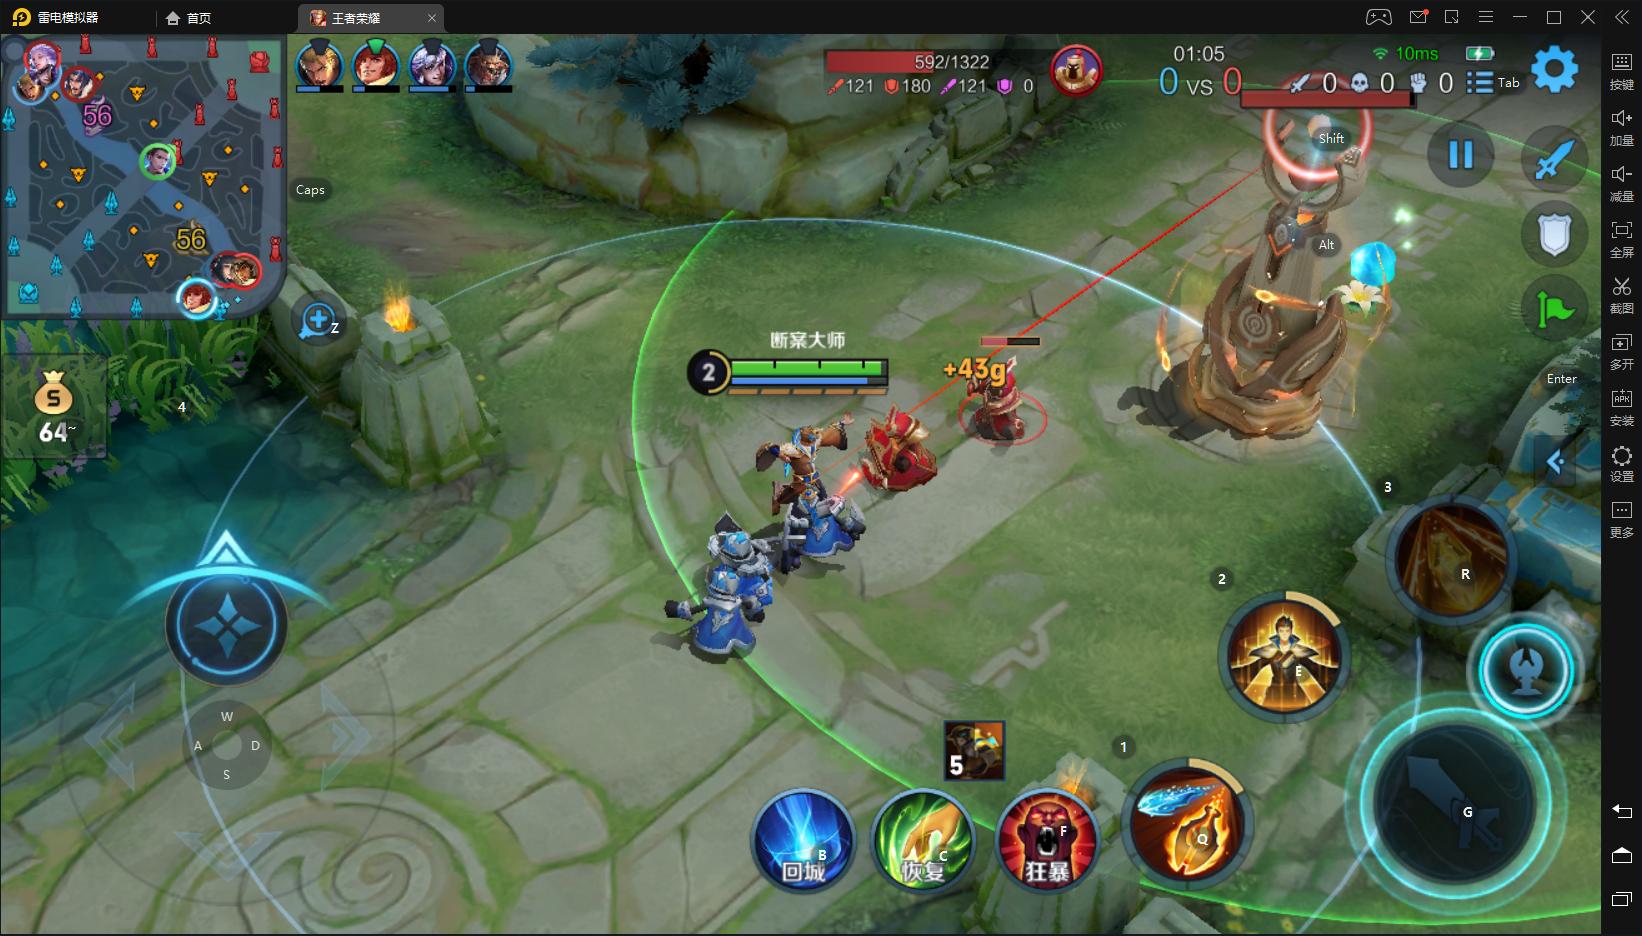 雷电模拟器
首页
王者荣耀
592/1322
121 180 121 0
01:05
0 VS 0
10ms
0 0 0
Tab
按键
加量
减量
全屏
截图
多开
安装
设置
更多
APK
56
56
Caps
Shift
Alt
Z
Enter
S
64~
4
断案大师
2
+43g
3
R
2
E
W
A D
S
1
5
G
F
Q
B
回城
C
恢复
狂暴